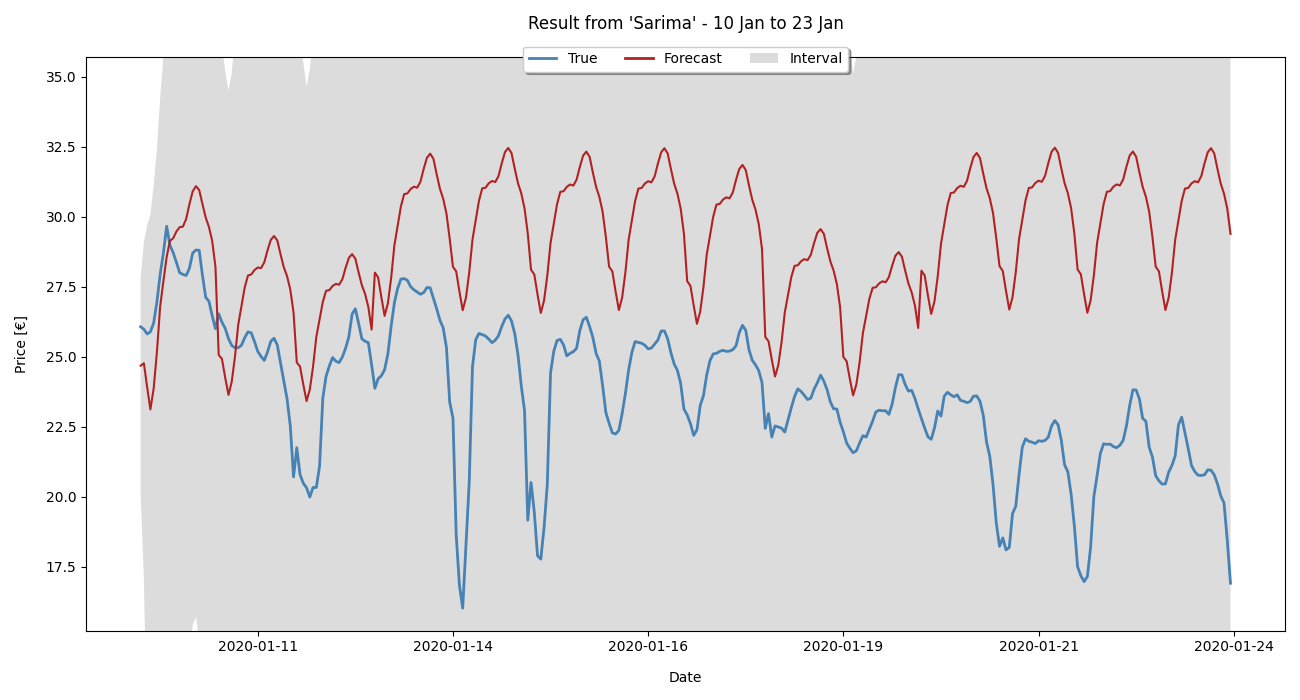 Result from 'Sarima' - 10 Jan to 23 Jan
True Forecast Interval
35.0
32.5
30.0
27.5
25.0
22.5
20.0
17.5
Price [€]
2020-01-11 2020-01-14 2020-01-16 2020-01-19 2020-01-21 2020-01-24
Date